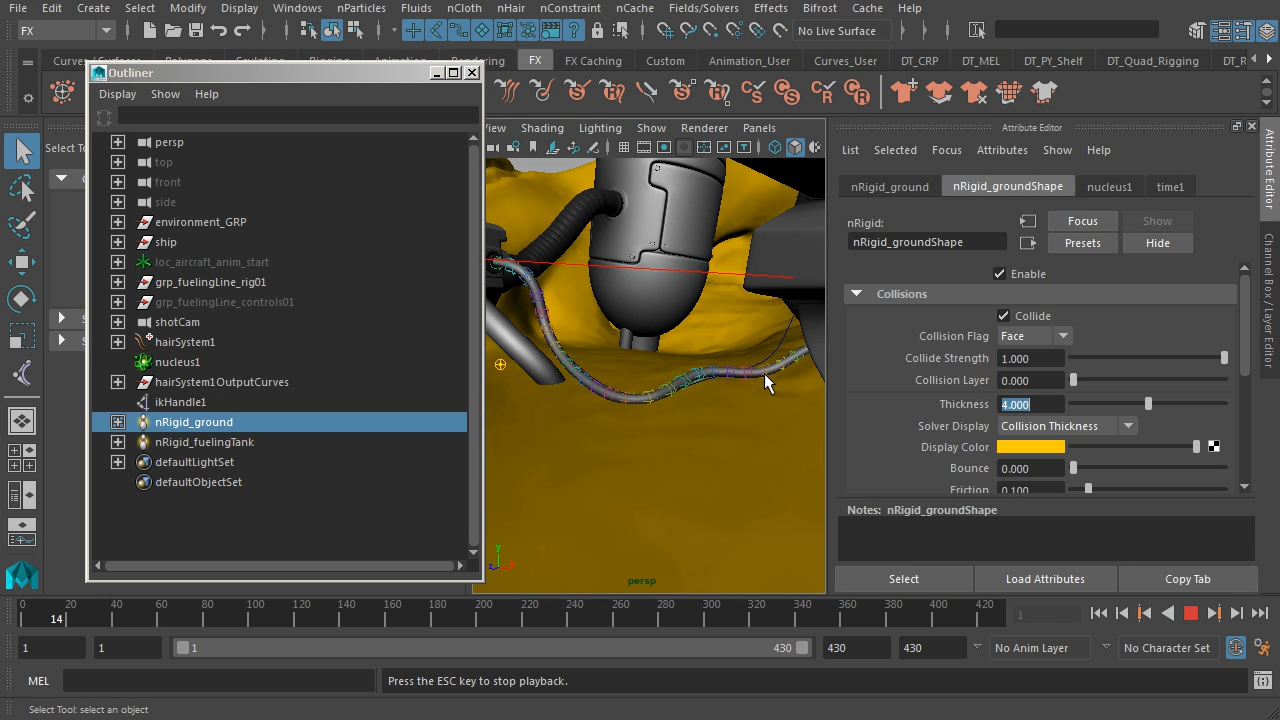 File Edit Create Select Modify Display Windows nParticles Fluids nCloth nHair nConstraint nCache Fields/Solvers Effects Bifrost Cache Help
FX No Live Surface
FX FX Caching Custom Animation_User Curves_User DT_CRP DT_MEL DT_PY_Shelf DT_Quad_Rigging DT_R
Outliner
Display Show Help
persp
top
front
side
environment_GRP
ship
loc_aircraft_anim_start
grp_fuelingLine_rig01
grp_fuelingLine_controls01
shotCam
hairSystem1
nucleus1
hairSystem1OutputCurves
ikHandle1
nRigid_ground
nRigid_fuelingTank
defaultLightSet
defaultObjectSet
Select To
Shading Lighting Show Renderer Panels
y
persp
Attribute Editor
List Selected Focus Attributes Show Help
nRigid_ground nRigid_groundShape nucleus1 time1
nRigid:
nRigid_groundShape
Focus Show
Presets Hide
Enable
Collisions
Collide
Collision Flag Face
Collide Strength 1.000
Collision Layer 0.000
Thickness 4.000
Solver Display Collision Thickness
Display Color
Bounce 0.000
Friction 0.100
Notes: nRigid_groundShape
Select Load Attributes Copy Tab
Attribute Editor
Channel Box / Layer Editor
0 20 40 60 80 100 120 140 160 180 200 220 240 260 280 300 320 340 360 380 400 420
14
1
1 1 1 430 430 430 No Anim Layer No Character Set
MEL Press the ESC key to stop playback.
Select Tool: select an object